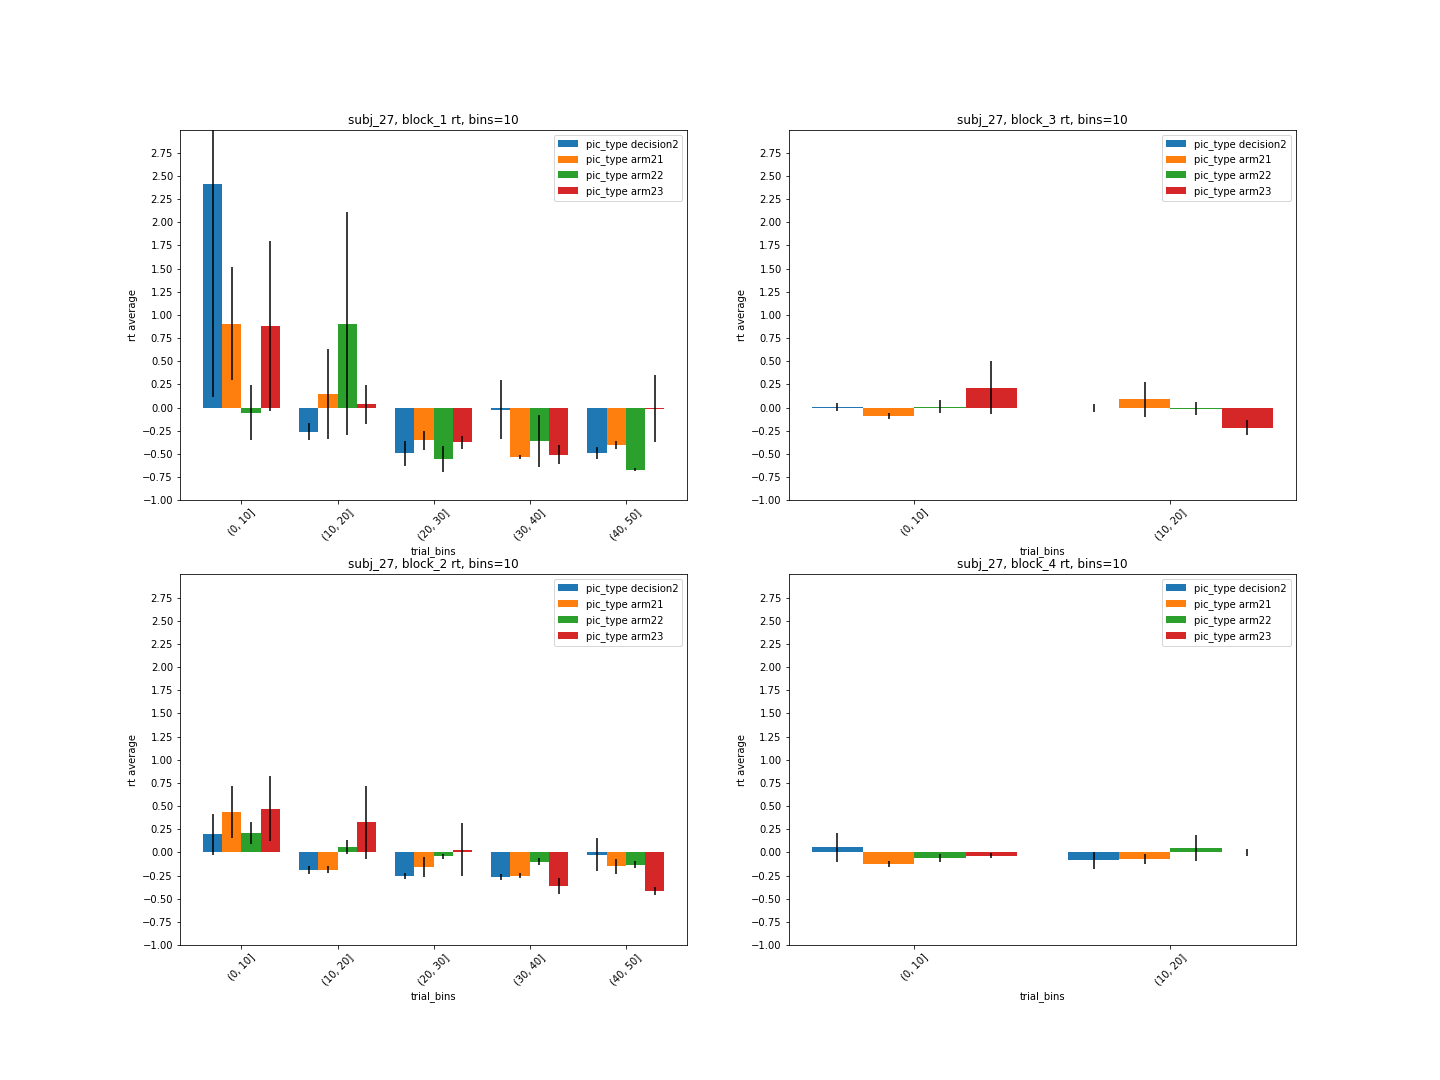 subj_27, block_1 rt, bins=10
pic_type decision2
pic_type arm21
pic_type arm22
pic_type arm23
2.75
2.50
2.25
2.00
1.75
1.50
1.25
1.00
0.75
0.50
0.25
0.00
−0.25
−0.50
−0.75
−1.00
rt average
(0, 10]
(10, 20]
(20, 30]
(30, 40]
(40, 50]
trial_bins
subj_27, block_3 rt, bins=10
pic_type decision2
pic_type arm21
pic_type arm22
pic_type arm23
2.75
2.50
2.25
2.00
1.75
1.50
1.25
1.00
0.75
0.50
0.25
0.00
−0.25
−0.50
−0.75
−1.00
rt average
(0, 10]
(10, 20]
trial_bins
subj_27, block_2 rt, bins=10
pic_type decision2
pic_type arm21
pic_type arm22
pic_type arm23
2.75
2.50
2.25
2.00
1.75
1.50
1.25
1.00
0.75
0.50
0.25
0.00
−0.25
−0.50
−0.75
−1.00
rt average
(0, 10]
(10, 20]
(20, 30]
(30, 40]
(40, 50]
trial_bins
subj_27, block_4 rt, bins=10
pic_type decision2
pic_type arm21
pic_type arm22
pic_type arm23
2.75
2.50
2.25
2.00
1.75
1.50
1.25
1.00
0.75
0.50
0.25
0.00
−0.25
−0.50
−0.75
−1.00
rt average
(0, 10]
(10, 20]
trial_bins